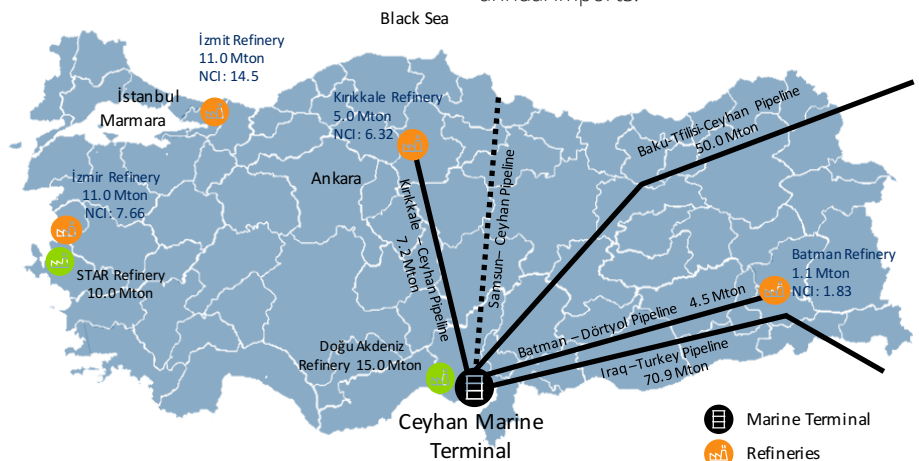 Black Sea
İzmit Refinery
11.0 Mton
NCI: 14.5
İstanbul
Marmara
Kırıkkale Refinery
5.0 Mton
NCI: 6.32
Ankara
İzmir Refinery
11.0 Mton
NCI: 7.66
STAR Refinery
10.0 Mton
Kırıkkale – Ceyhan Pipeline
7.2 Mton
Samsun– Ceyhan Pipeline
Baku-Tfilisi-Ceyhan Pipeline
50.0 Mton
Batman Refinery
1.1 Mton
NCI: 1.83
Batman – Dörtyol Pipeline 4.5 Mton
Iraq –Turkey Pipeline
70.9 Mton
Doğu Akdeniz
Refinery 15.0 Mton
Ceyhan Marine
Terminal
Marine Terminal
Refineries